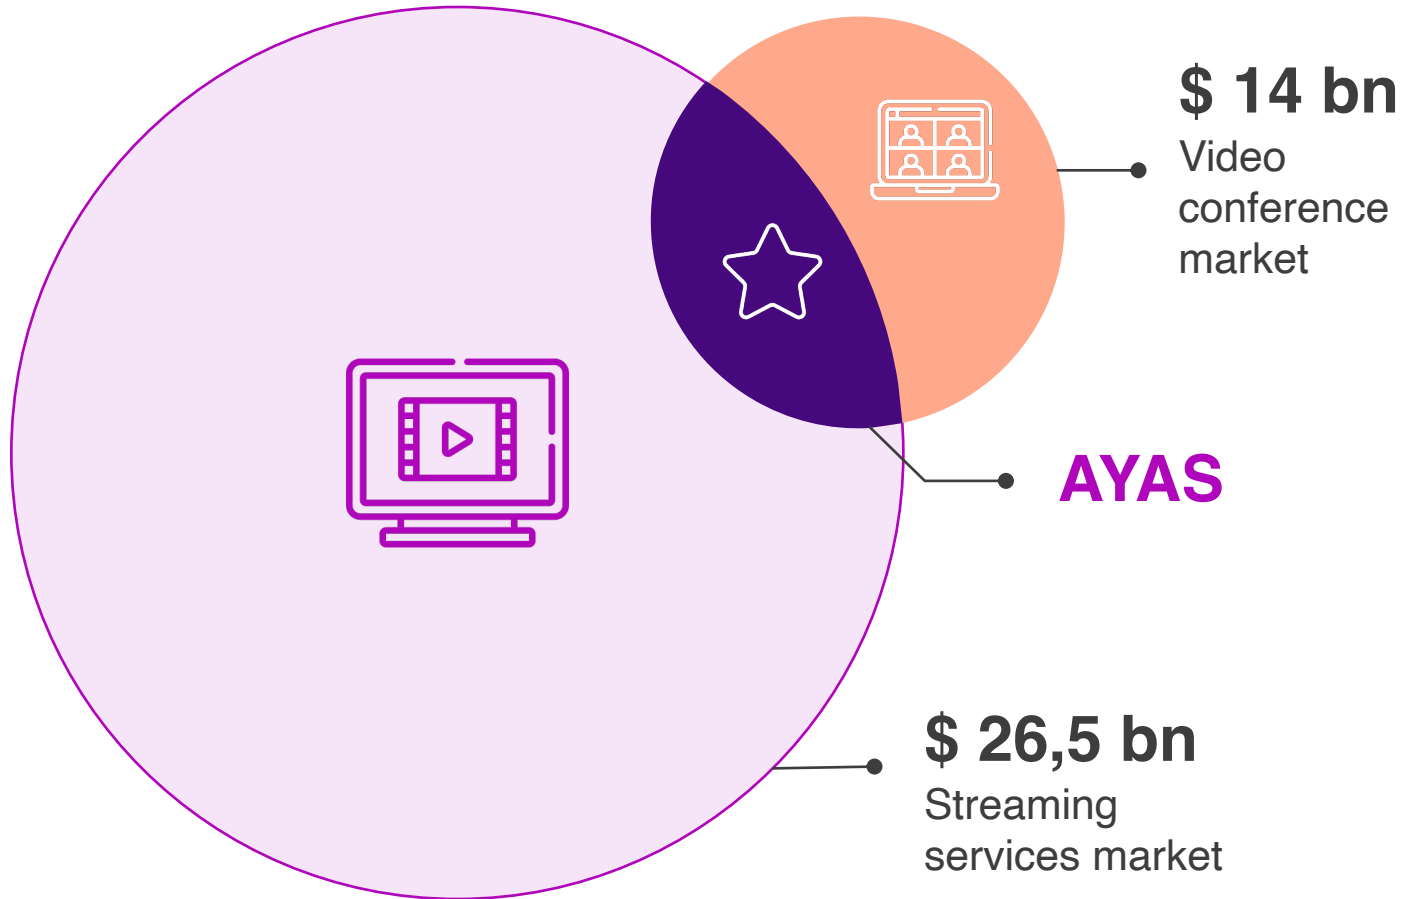 $ 14 bn
Video
conference
market
AYAS
$ 26,5 bn
Streaming
services market